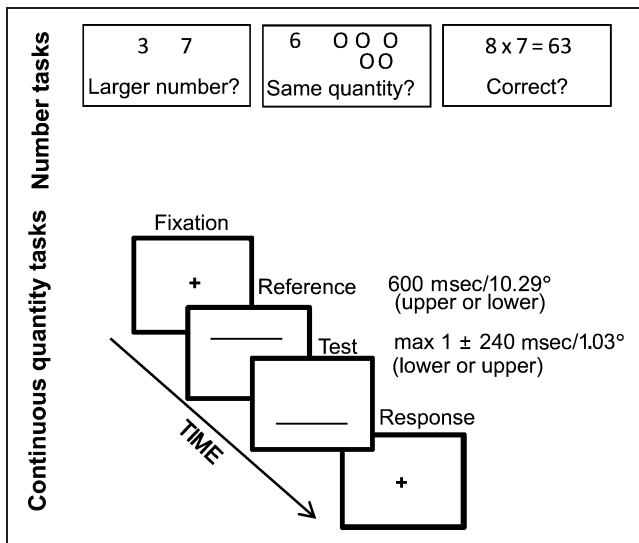 Number tasks
3 7
Larger number?
6 O O O
O O
Same quantity?
8 x 7 = 63
Correct?
Continuous quantity tasks
Fixation
+
Reference
600 msec/10.29°
(upper or lower)
Test
max 1 ± 240 msec/1.03°
(lower or upper)
Response
+
TIME